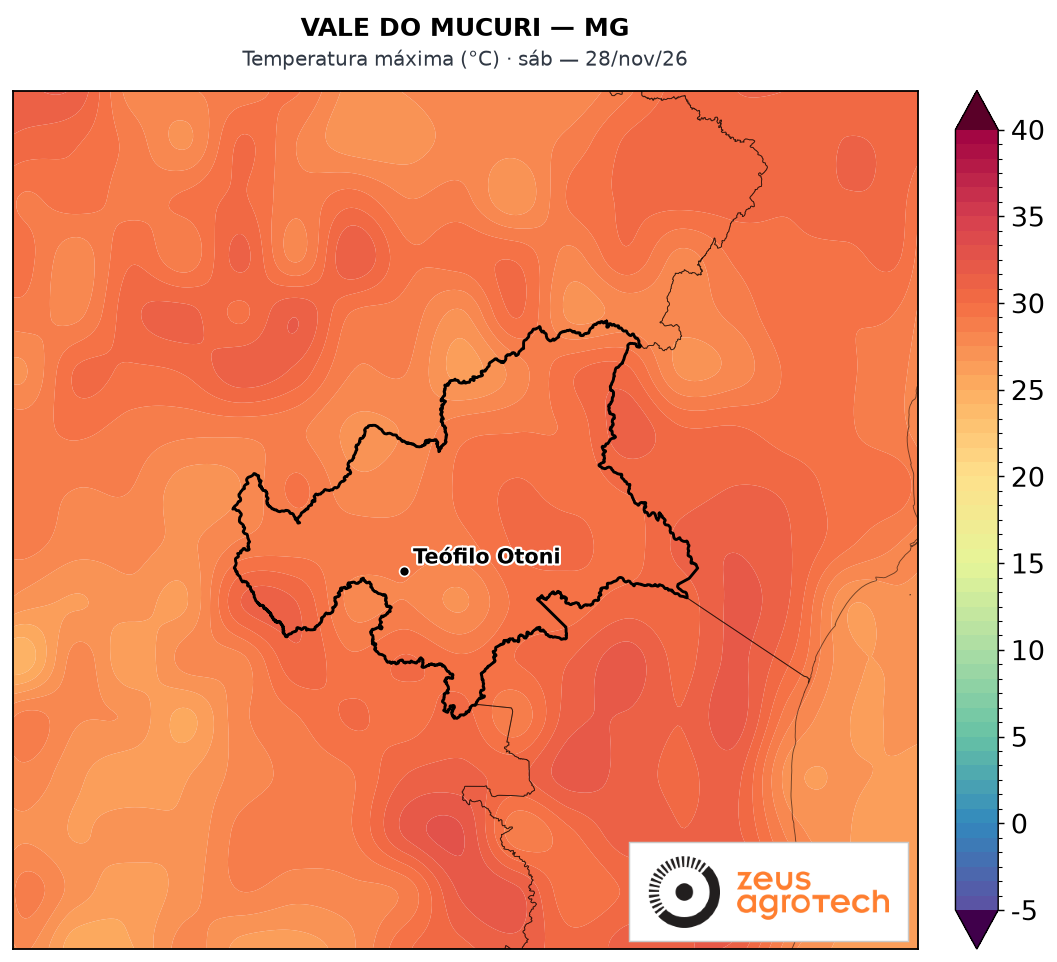 VALE DO MUCURI — MG
Temperatura máxima (°C) · sáb — 28/nov/26
40
35
30
25
20
15
10
5
0
-5
Teófilo Otoni
zeus
agrotech